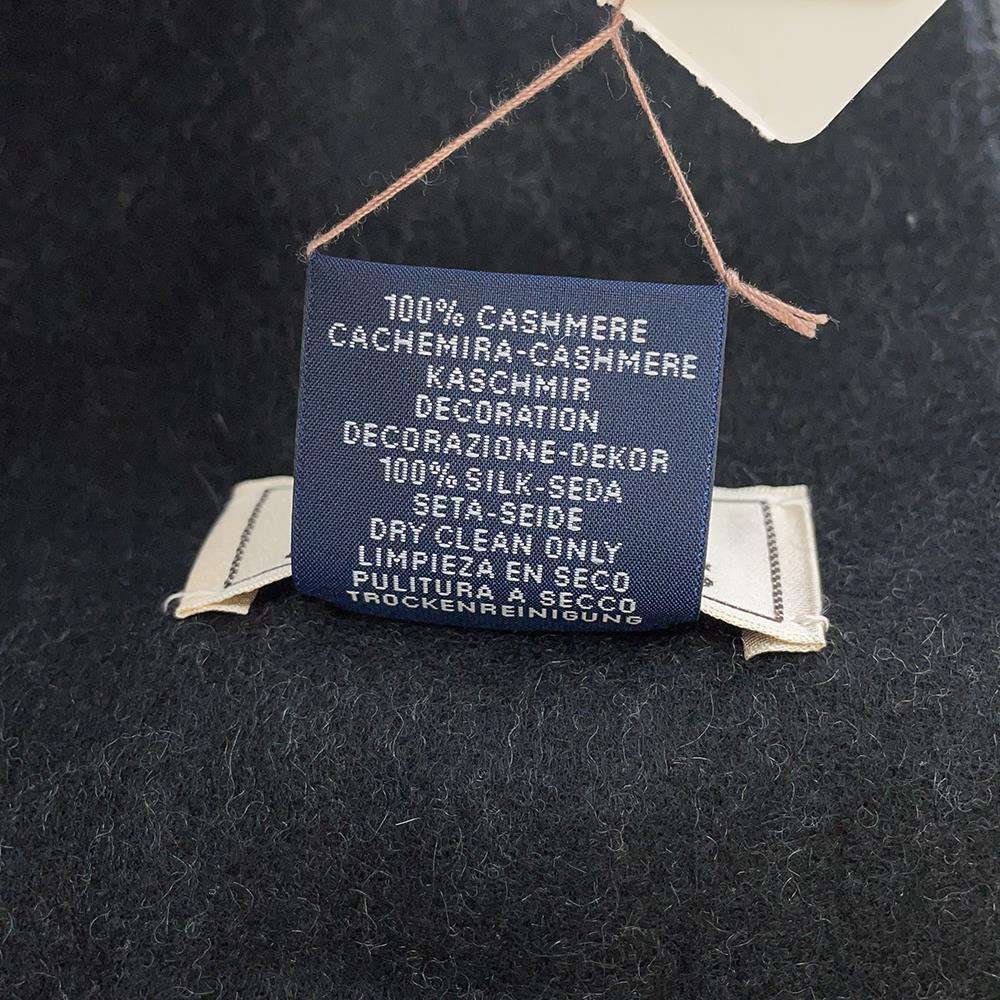 100% CASHMERE
CACHEMIRA-CASHMERE
KASCHMIR
DECORATION
DECORAZIONE-DEKOR
100% SILK-SEDA
SETA-SEIDE
DRY CLEAN ONLY
LIMPIEZA EN SECO
PULITURA A SECCO
TROCKENREINIGUNG